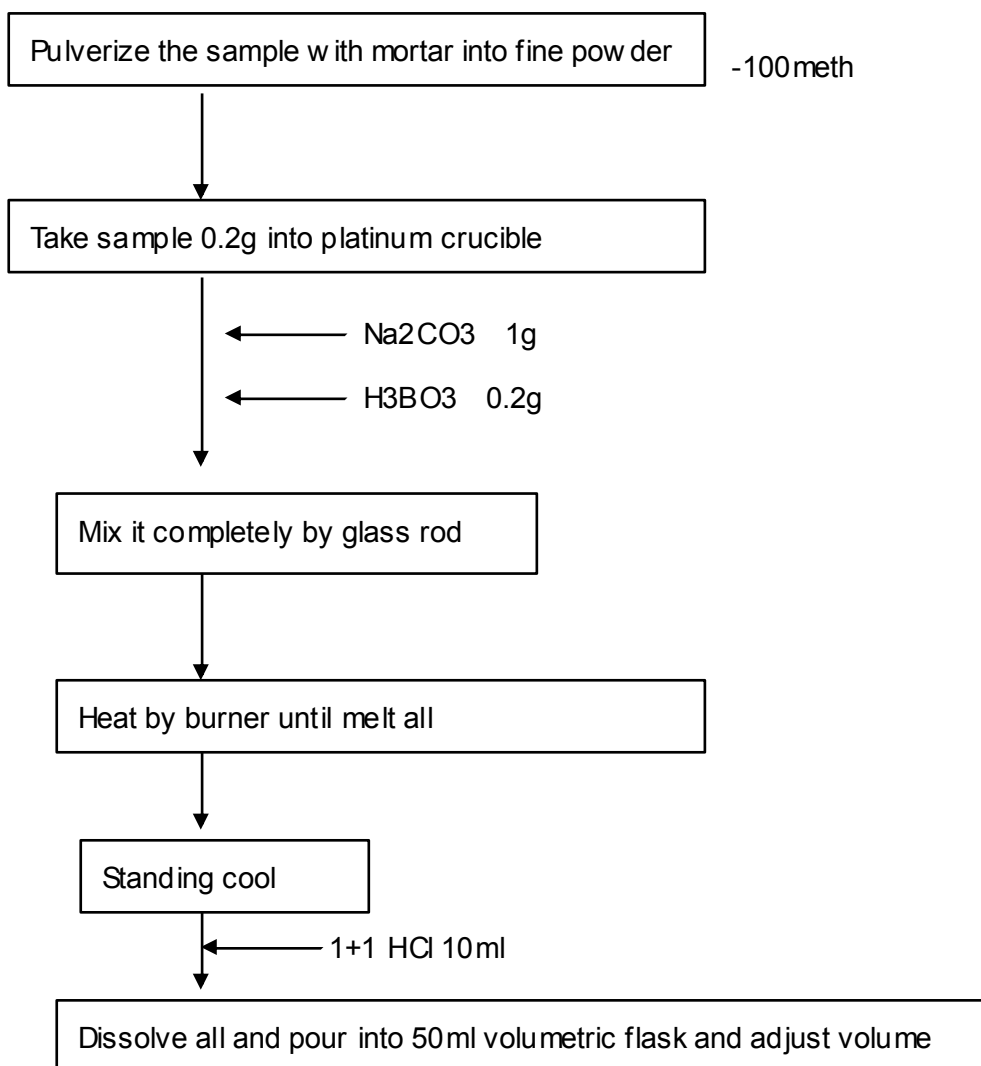 Pulverize the sample with mortar into fine powder
-100meth
Take sample 0.2g into platinum crucible
Na2CO3 1g
H3BO3 0.2g
Mix it completely by glass rod
Heat by burner until melt all
Standing cool
1+1 HCl 10ml
Dissolve all and pour into 50ml volumetric flask and adjust volume